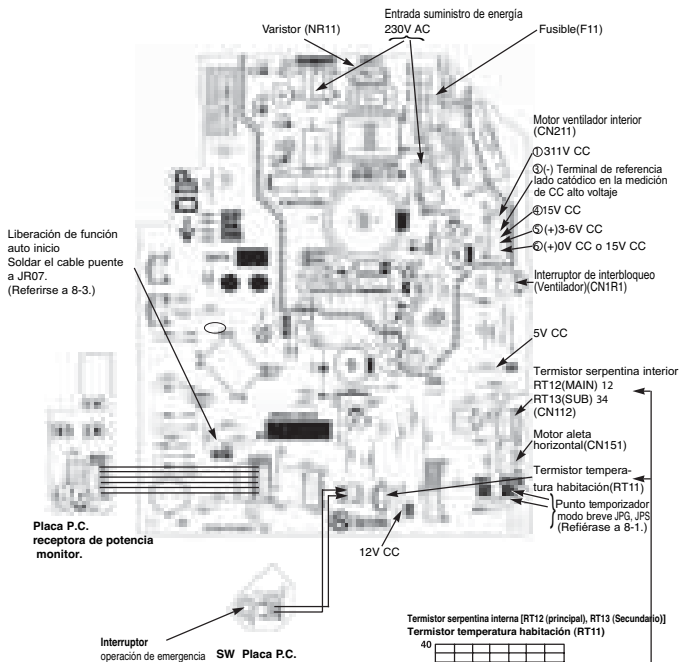 Entrada suministro de energía
Varistor (NR11)
230V AC
Fusible(F11)
Motor ventilador interior
(CN211)
①311V CC
③(-) Terminal de referencia
lado catódico en la medición
de CC alto voltaje
④15V CC
⑤(+)3-6V CC
⑥(+)0V CC o 15V CC
Interruptor de interbloqueo
(Ventilador)(CN1R1)
5V CC
Termistor serpentina interior
RT12(MAIN) 12
RT13(SUB) 34
(CN112)
Motor aleta
horizontal(CN151)
Termistor tempera-
tura habitación(RT11)
Punto temporizador
modo breve JPG, JPS
(Refiérase a 8-1.)
12V CC
Liberación de función
auto inicio
Soldar el cable puente
a JR07.
(Referirse a 8-3.)
Placa P.C.
receptora de potencia
monitor.
Interruptor
operación de emergencia
SW Placa P.C.
Termistor serpentina interna [RT12 (principal), RT13 (Secundario)]
Termistor temperatura habitación (RT11)
40